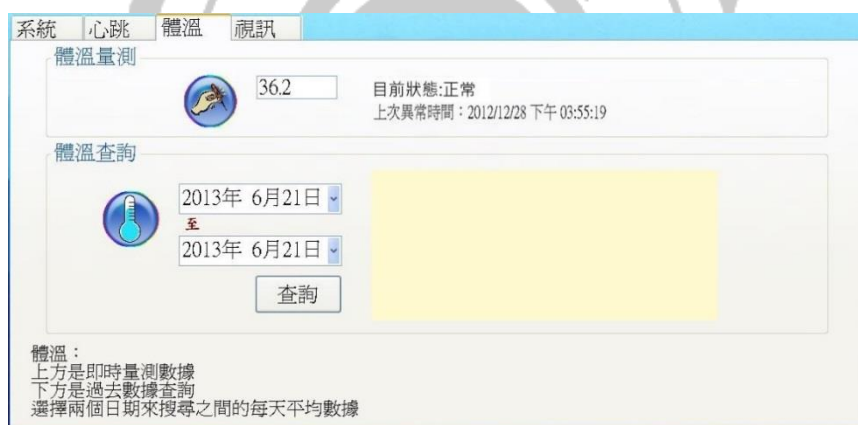 系統 心跳 體溫 視訊
體溫量測
36.2 目前狀態:正常
上次異常時間：2012/12/28 下午 03:55:19
體溫查詢
2013年 6月21日
至
2013年 6月21日
查詢
體溫：
上方是即時量測數據
下方是過去數據查詢
選擇兩個日期來搜尋之間的每天平均數據